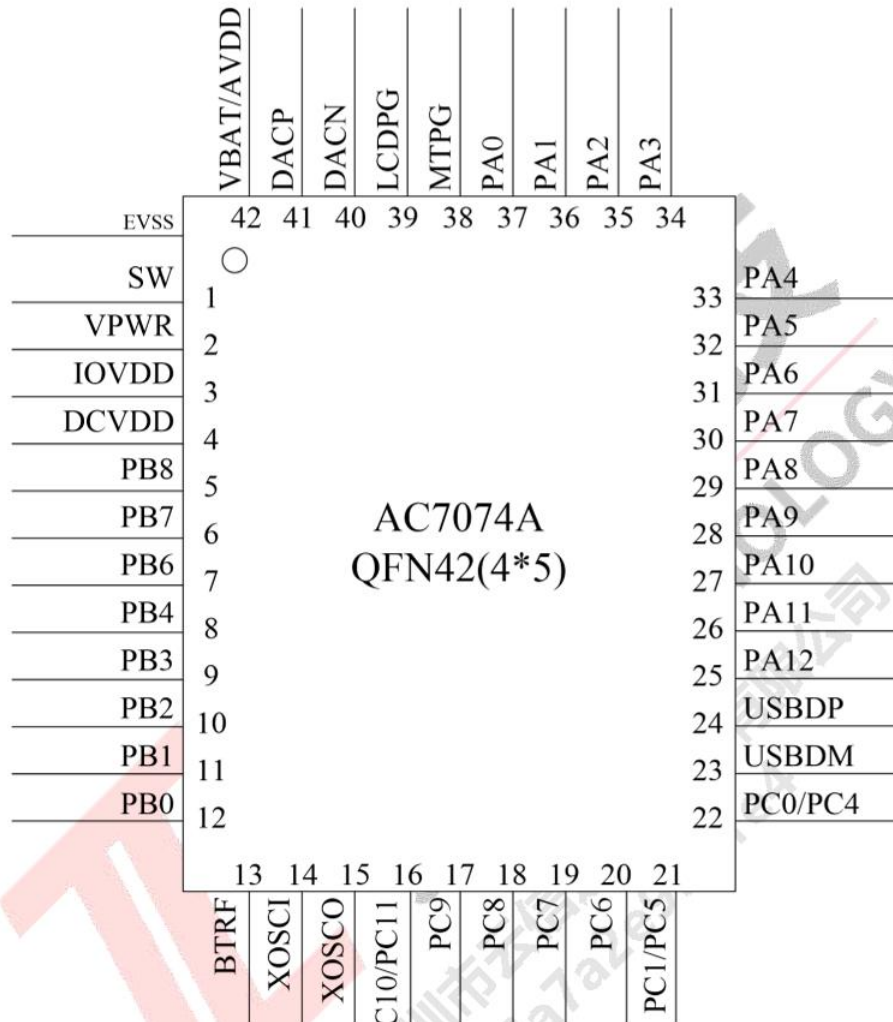 VBAT/AVDD
DACP
DACN
LCDPG
MTPG
PA0
PA1
PA2
PA3
42 41 40 39 38 37 36 35 34
EVSS
SW 1
VPWR 2
IOVDD 3
DCVDD 4
PB8 5
PB7 6
PB6 7
PB4 8
PB3 9
PB2 10
PB1 11
PB0 12
AC7074A
QFN42(4*5)
33 PA4
32 PA5
31 PA6
30 PA7
29 PA8
28 PA9
27 PA10
26 PA11
25 PA12
24 USBDP
23 USBDM
22 PC0/PC4
13 14 15 16 17 18 19 20 21
BTRF
XOSCI
XOSCO
C10/PC11
PC9
PC8
PC7
PC6
PC1/PC5